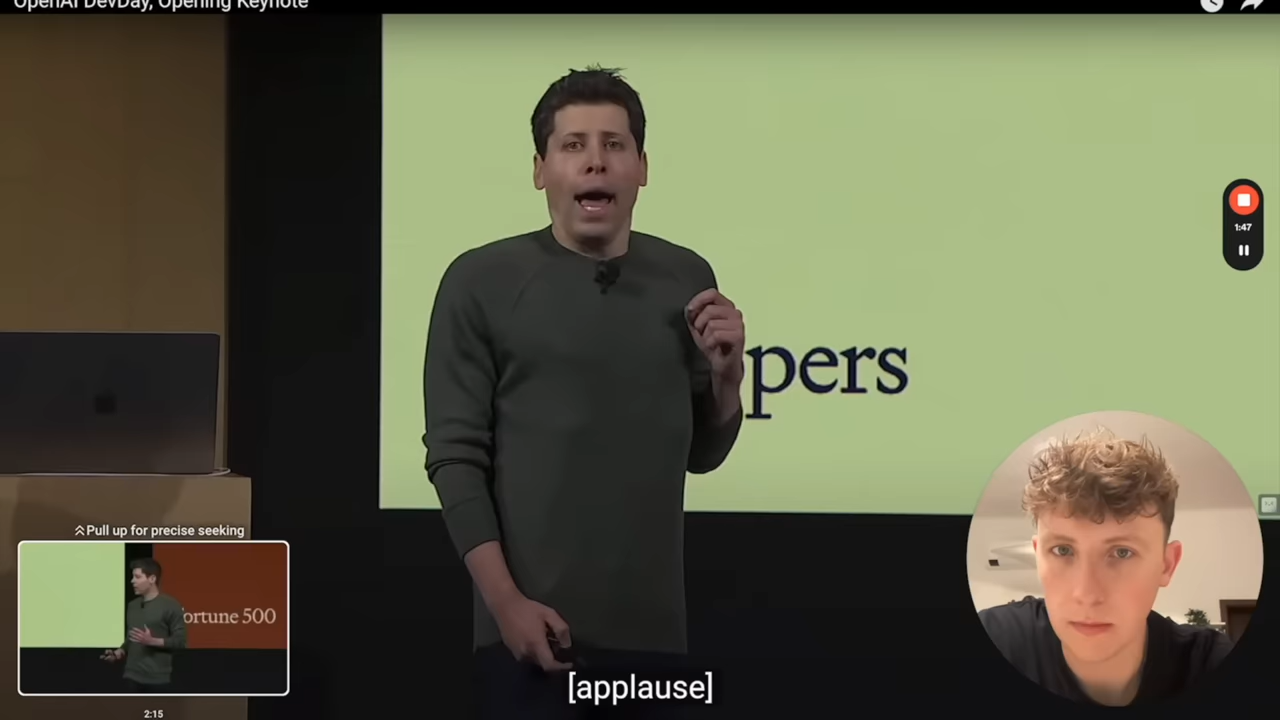 OpenAI DevDay, Opening Keynote
1:47
pers
Pull up for precise seeking
ortune 500
[applause]
2:15